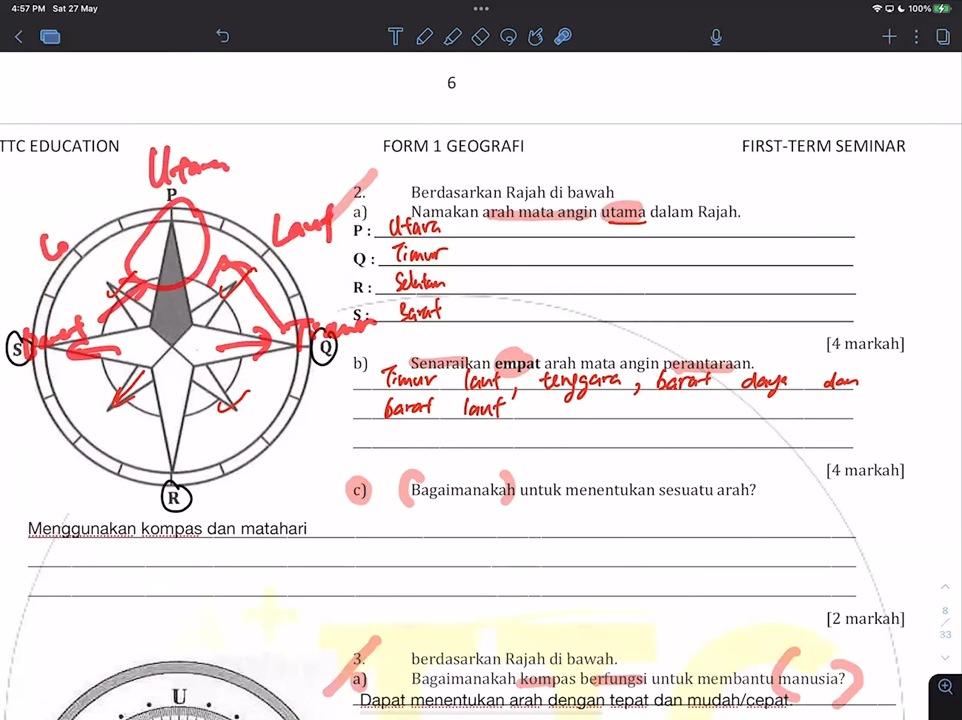 4:57 PM Sat 27 May
100%
6
TTC EDUCATION
FORM 1 GEOGRAFI
FIRST-TERM SEMINAR
Utara
P
Laut
S
Q
R
2. Berdasarkan Rajah di bawah
a) Namakan arah mata angin utama dalam Rajah.
P : Utara
Q : Timur
R : Selatan
S : Barat
[4 markah]
b) Senaraikan empat arah mata angin perantaraan.
Timur laut, tenggara, barat daya dan
barat laut
[4 markah]
c) ( Bagaimanakah ) untuk menentukan sesuatu arah?
Menggunakan kompas dan matahari
[2 markah]
8
/
33
3. berdasarkan Rajah di bawah.
a) Bagaimanakah kompas berfungsi untuk membantu manusia?
Dapat menentukan arah dengan tepat dan mudah/cepat
U
A+
TTC